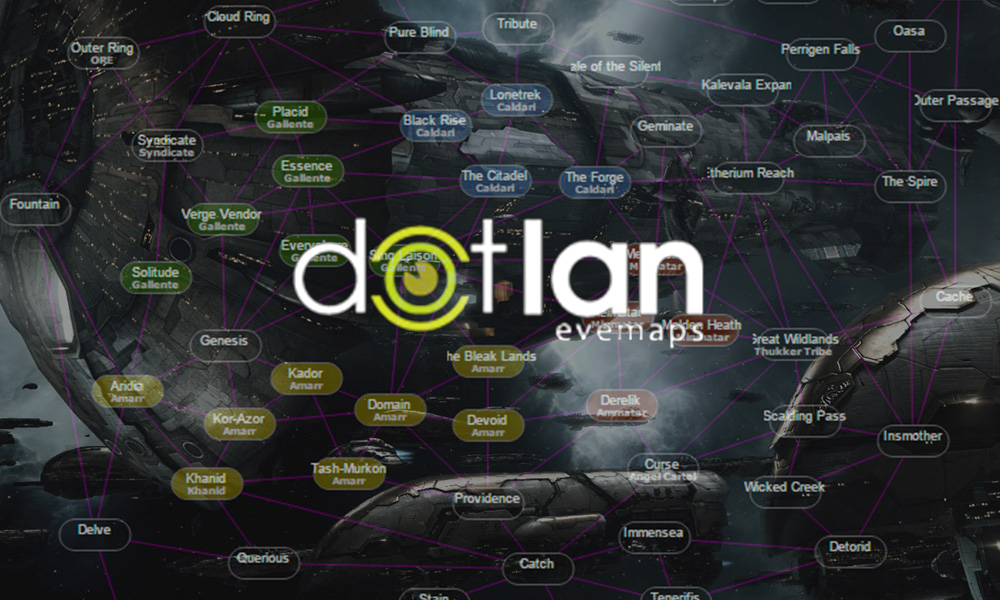 Cloud Ring
Tribute
Pure Blind
Oasa
Outer Ring
ORE
Perrigen Falls
ale of the Silent
Kalevala Expan
Lonetrek
Caldari
Outer Passage
Placid
Gallente
Black Rise
Caldari
Geminate
Malpais
Syndicate
Syndicate
Essence
Gallente
The Citadel
Caldari
The Forge
Caldari
therium Reach
The Spire
Fountain
Verge Vendor
Gallente
Gallente
Gallente
dotlan
evemaps
Solitude
Gallente
Cache
Genesis
Great Wildlands
Thukker Tribe
he Bleak Lands
Amarr
Kador
Amarr
Aridia
Amarr
Domain
Amarr
Derelik
Ammatar
Kor-Azor
Amarr
Devoid
Amarr
Scalding Pass
Insmother
Tash-Murkon
Amarr
Curse
Angel Cartel
Khanid
Khanid
Wicked Creek
Providence
Delve
Immensea
Detorid
Querious
Catch
Stain
Tenerifis